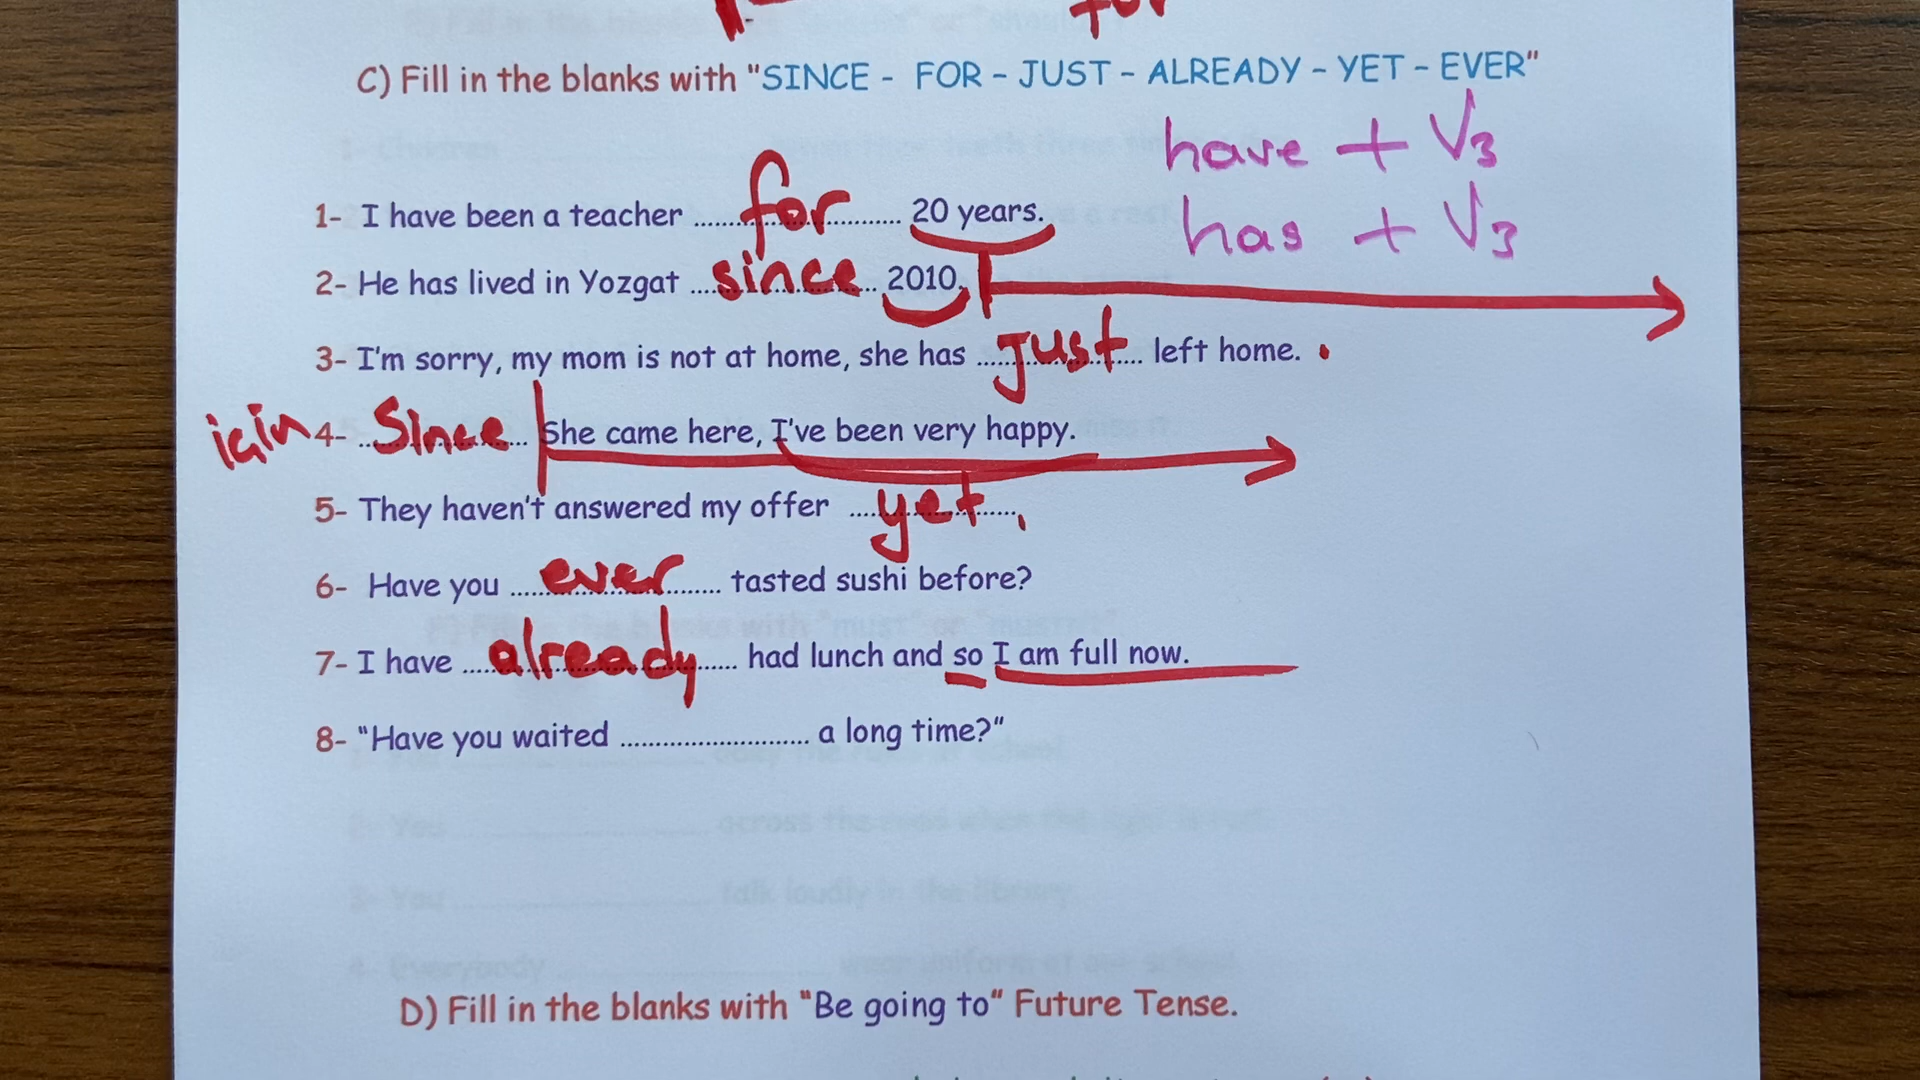 for
C) Fill in the blanks with "SINCE - FOR - JUST - ALREADY - YET - EVER"
have + V3
has + V3
1- I have been a teacher ........ for ........ 20 years.
2- He has lived in Yozgat .... since .... 2010.
3- I'm sorry, my mom is not at home, she has .... just .... left home.
için 4- .... Since .... She came here, I've been very happy.
5- They haven't answered my offer .... yet ....
6- Have you .... ever .... tasted sushi before?
7- I have .... already .... had lunch and so I am full now.
8- "Have you waited ........................ a long time?"
D) Fill in the blanks with "Be going to" Future Tense.